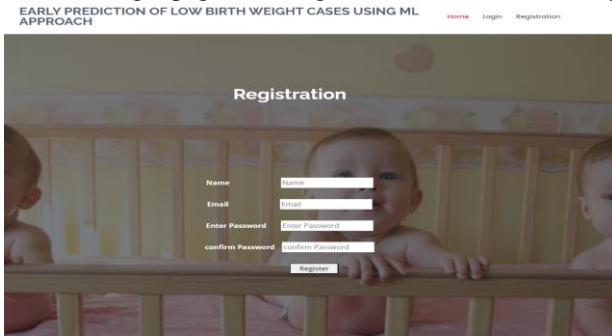 EARLY PREDICTION OF LOW BIRTH WEIGHT CASES USING ML
APPROACH
Home Login Registration
Registration
Name Name
Email Email
Enter Password Enter Password
confirm Password confirm Password
Register